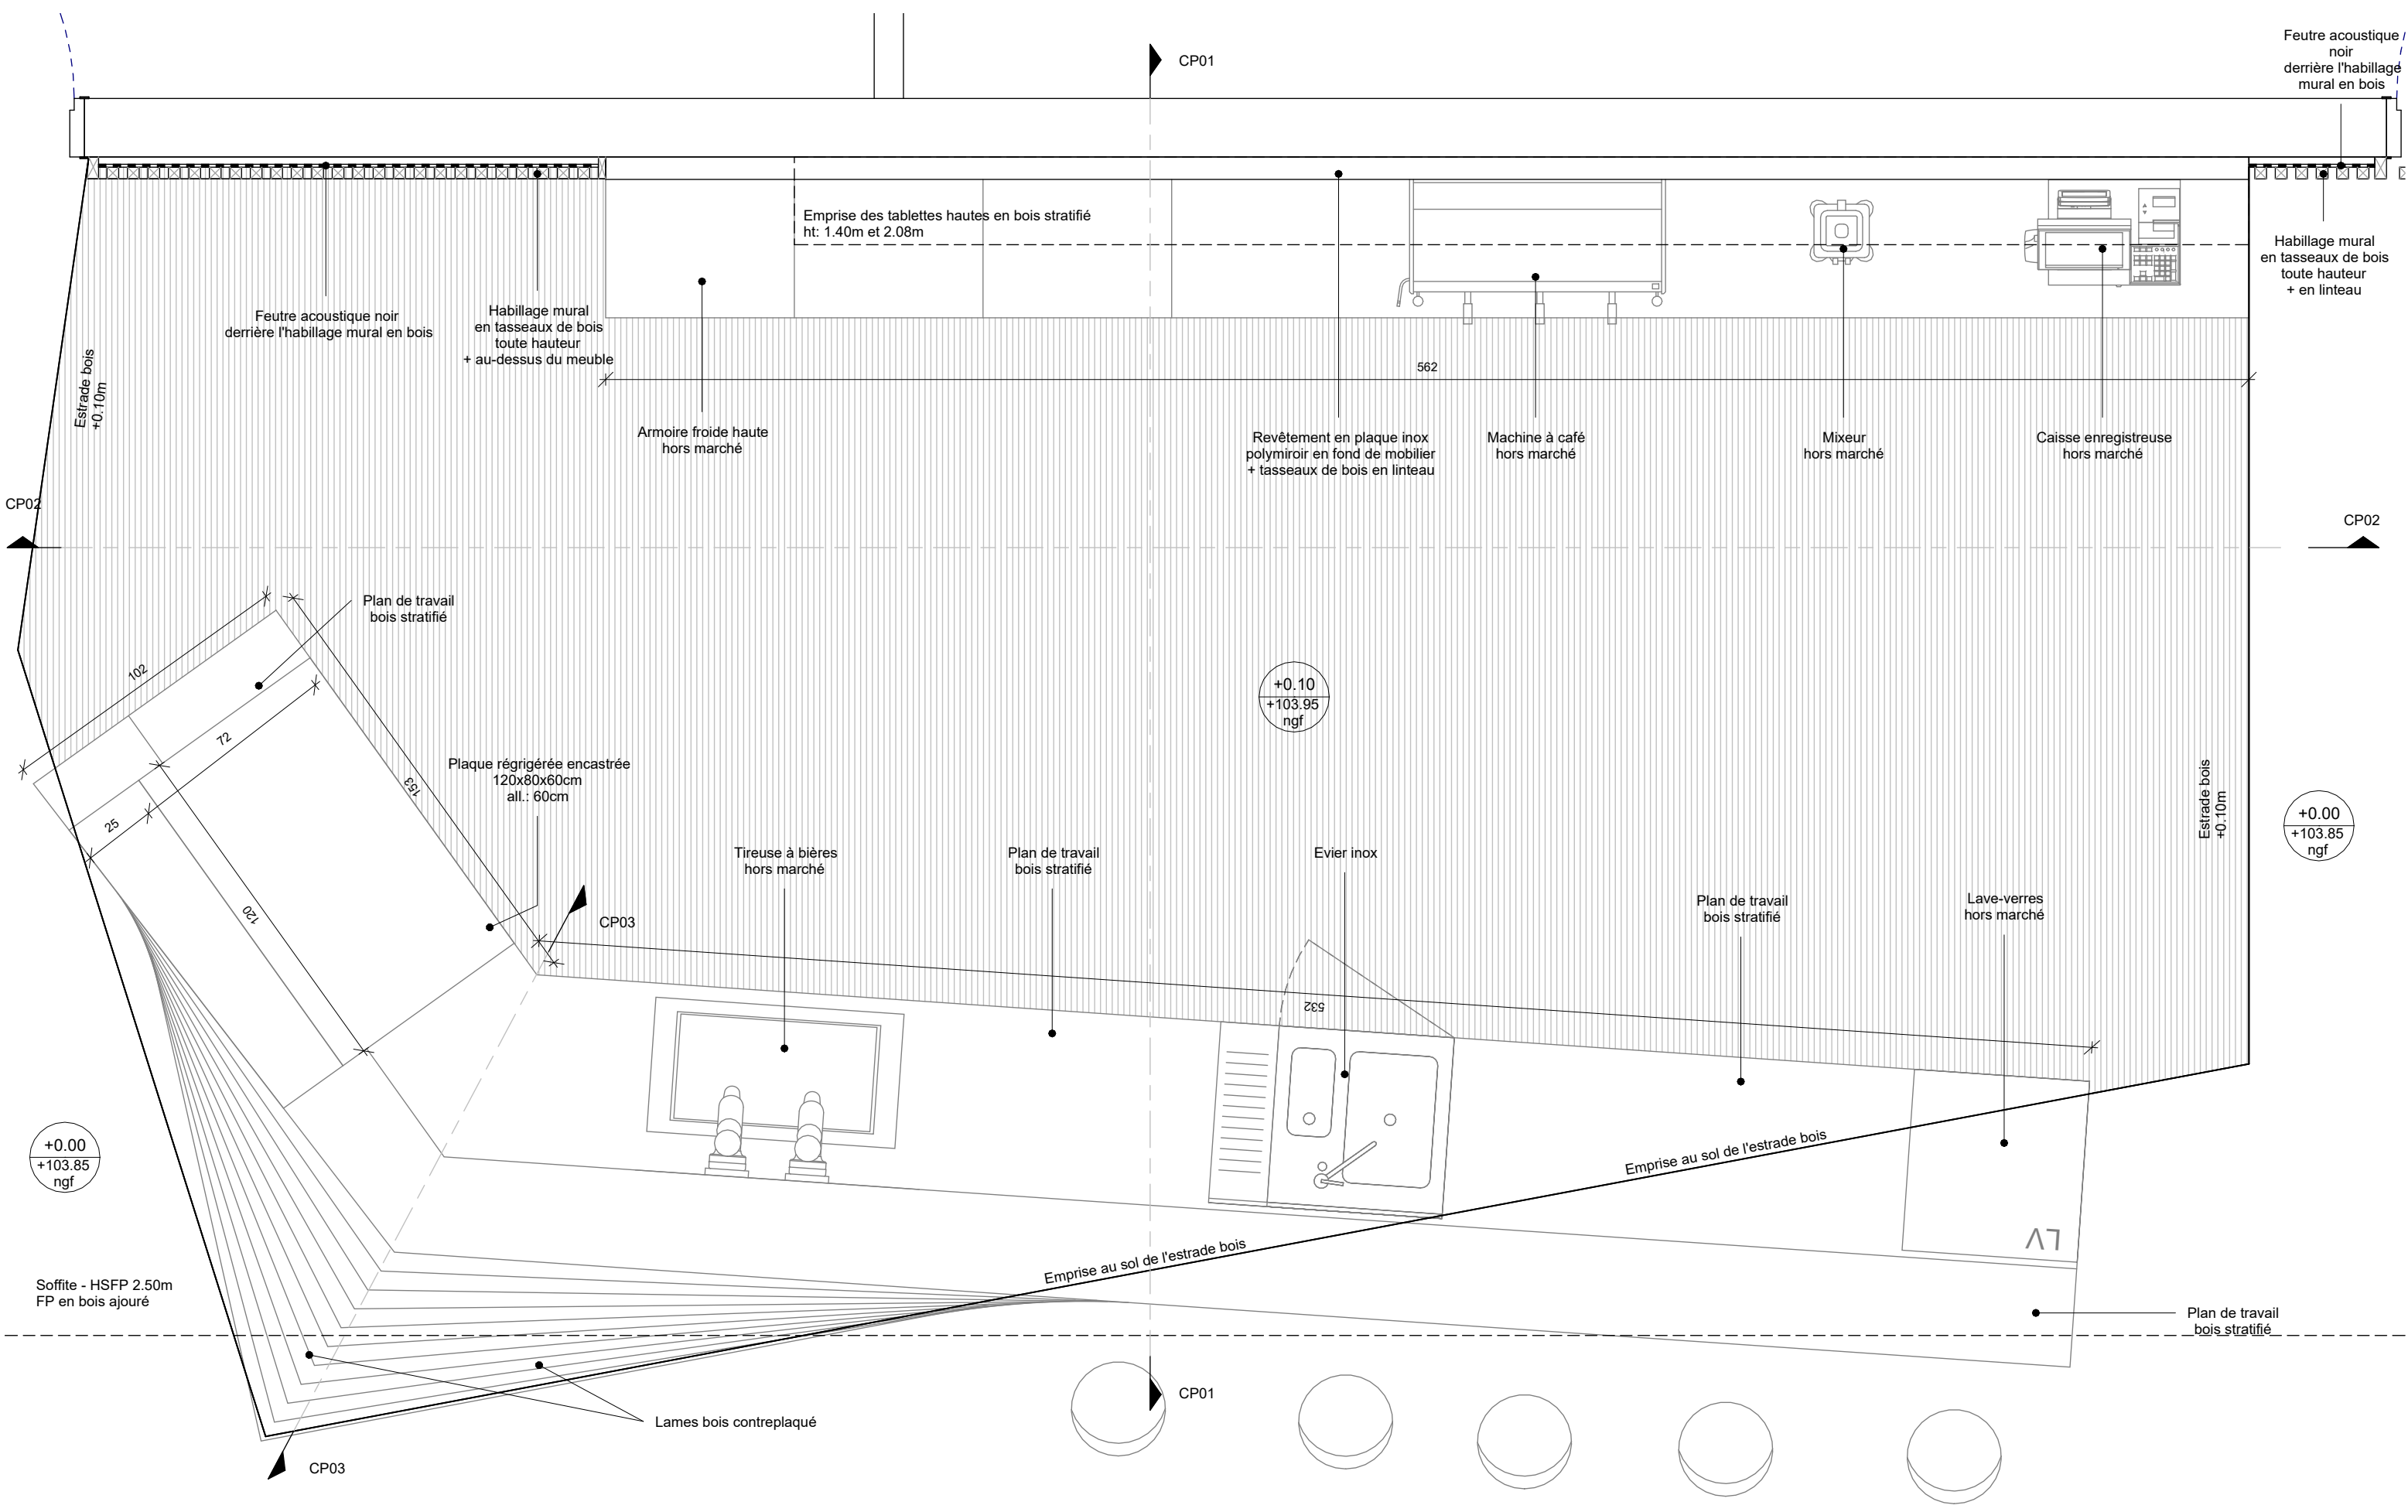 CP01
Feutre acoustique
noir
derrière l'habillage
mural en bois
Emprise des tablettes hautes en bois stratifié
ht: 1.40m et 2.08m
Habillage mural
en tasseaux de bois
toute hauteur
+ en linteau
Feutre acoustique noir
derrière l'habillage mural en bois
Habillage mural
en tasseaux de bois
toute hauteur
+ au-dessus du meuble
562
Estrade bois
+0.10m
Armoire froide haute
hors marché
Revêtement en plaque inox
polymiroir en fond de mobilier
+ tasseaux de bois en linteau
Machine à café
hors marché
Mixeur
hors marché
Caisse enregistreuse
hors marché
CP02
CP02
Plan de travail
bois stratifié
102
72
153
25
120
+0.10
+103.95
ngf
Plaque régrigérée encastrée
120x80x60cm
all.: 60cm
Estrade bois
+0.10m
+0.00
+103.85
ngf
Tireuse à bières
hors marché
Plan de travail
bois stratifié
Evier inox
Plan de travail
bois stratifié
Lave-verres
hors marché
CP03
532
+0.00
+103.85
ngf
Emprise au sol de l'estrade bois
LV
Emprise au sol de l'estrade bois
Soffite - HSFP 2.50m
FP en bois ajouré
Plan de travail
bois stratifié
CP01
Lames bois contreplaqué
CP03